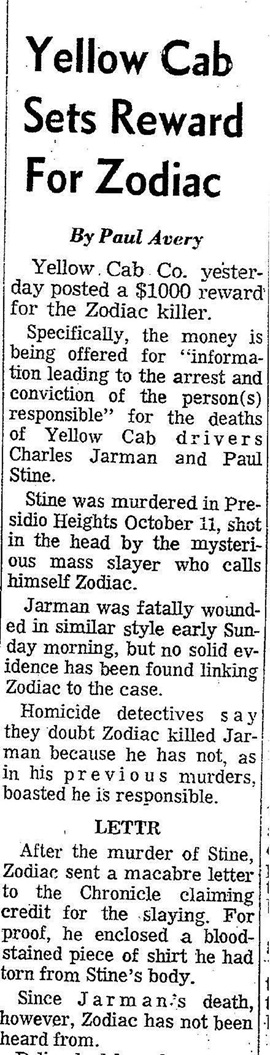 Yellow Cab
Sets Reward
For Zodiac
By Paul Avery
Yellow Cab Co. yester-
day posted a $1000 reward
for the Zodiac killer.
Specifically, the money is
being offered for "informa-
tion leading to the arrest and
conviction of the person(s)
responsible" for the deaths
of Yellow Cab drivers
Charles Jarman and Paul
Stine.
Stine was murdered in Pre-
sidio Heights October 11, shot
in the head by the mysteri-
ous mass slayer who calls
himself Zodiac.
Jarman was fatally wound-
ed in similar style early Sun-
day morning, but no solid ev-
idence has been found linking
Zodiac to the case.
Homicide detectives say
they doubt Zodiac killed Jar-
man because he has not, as
in his previous murders,
boasted he is responsible.
LETTR
After the murder of Stine,
Zodiac sent a macabre letter
to the Chronicle claiming
credit for the slaying. For
proof, he enclosed a blood-
stained piece of shirt he had
torn from Stine's body.
Since Jarman's death,
however, Zodiac has not been
heard from.